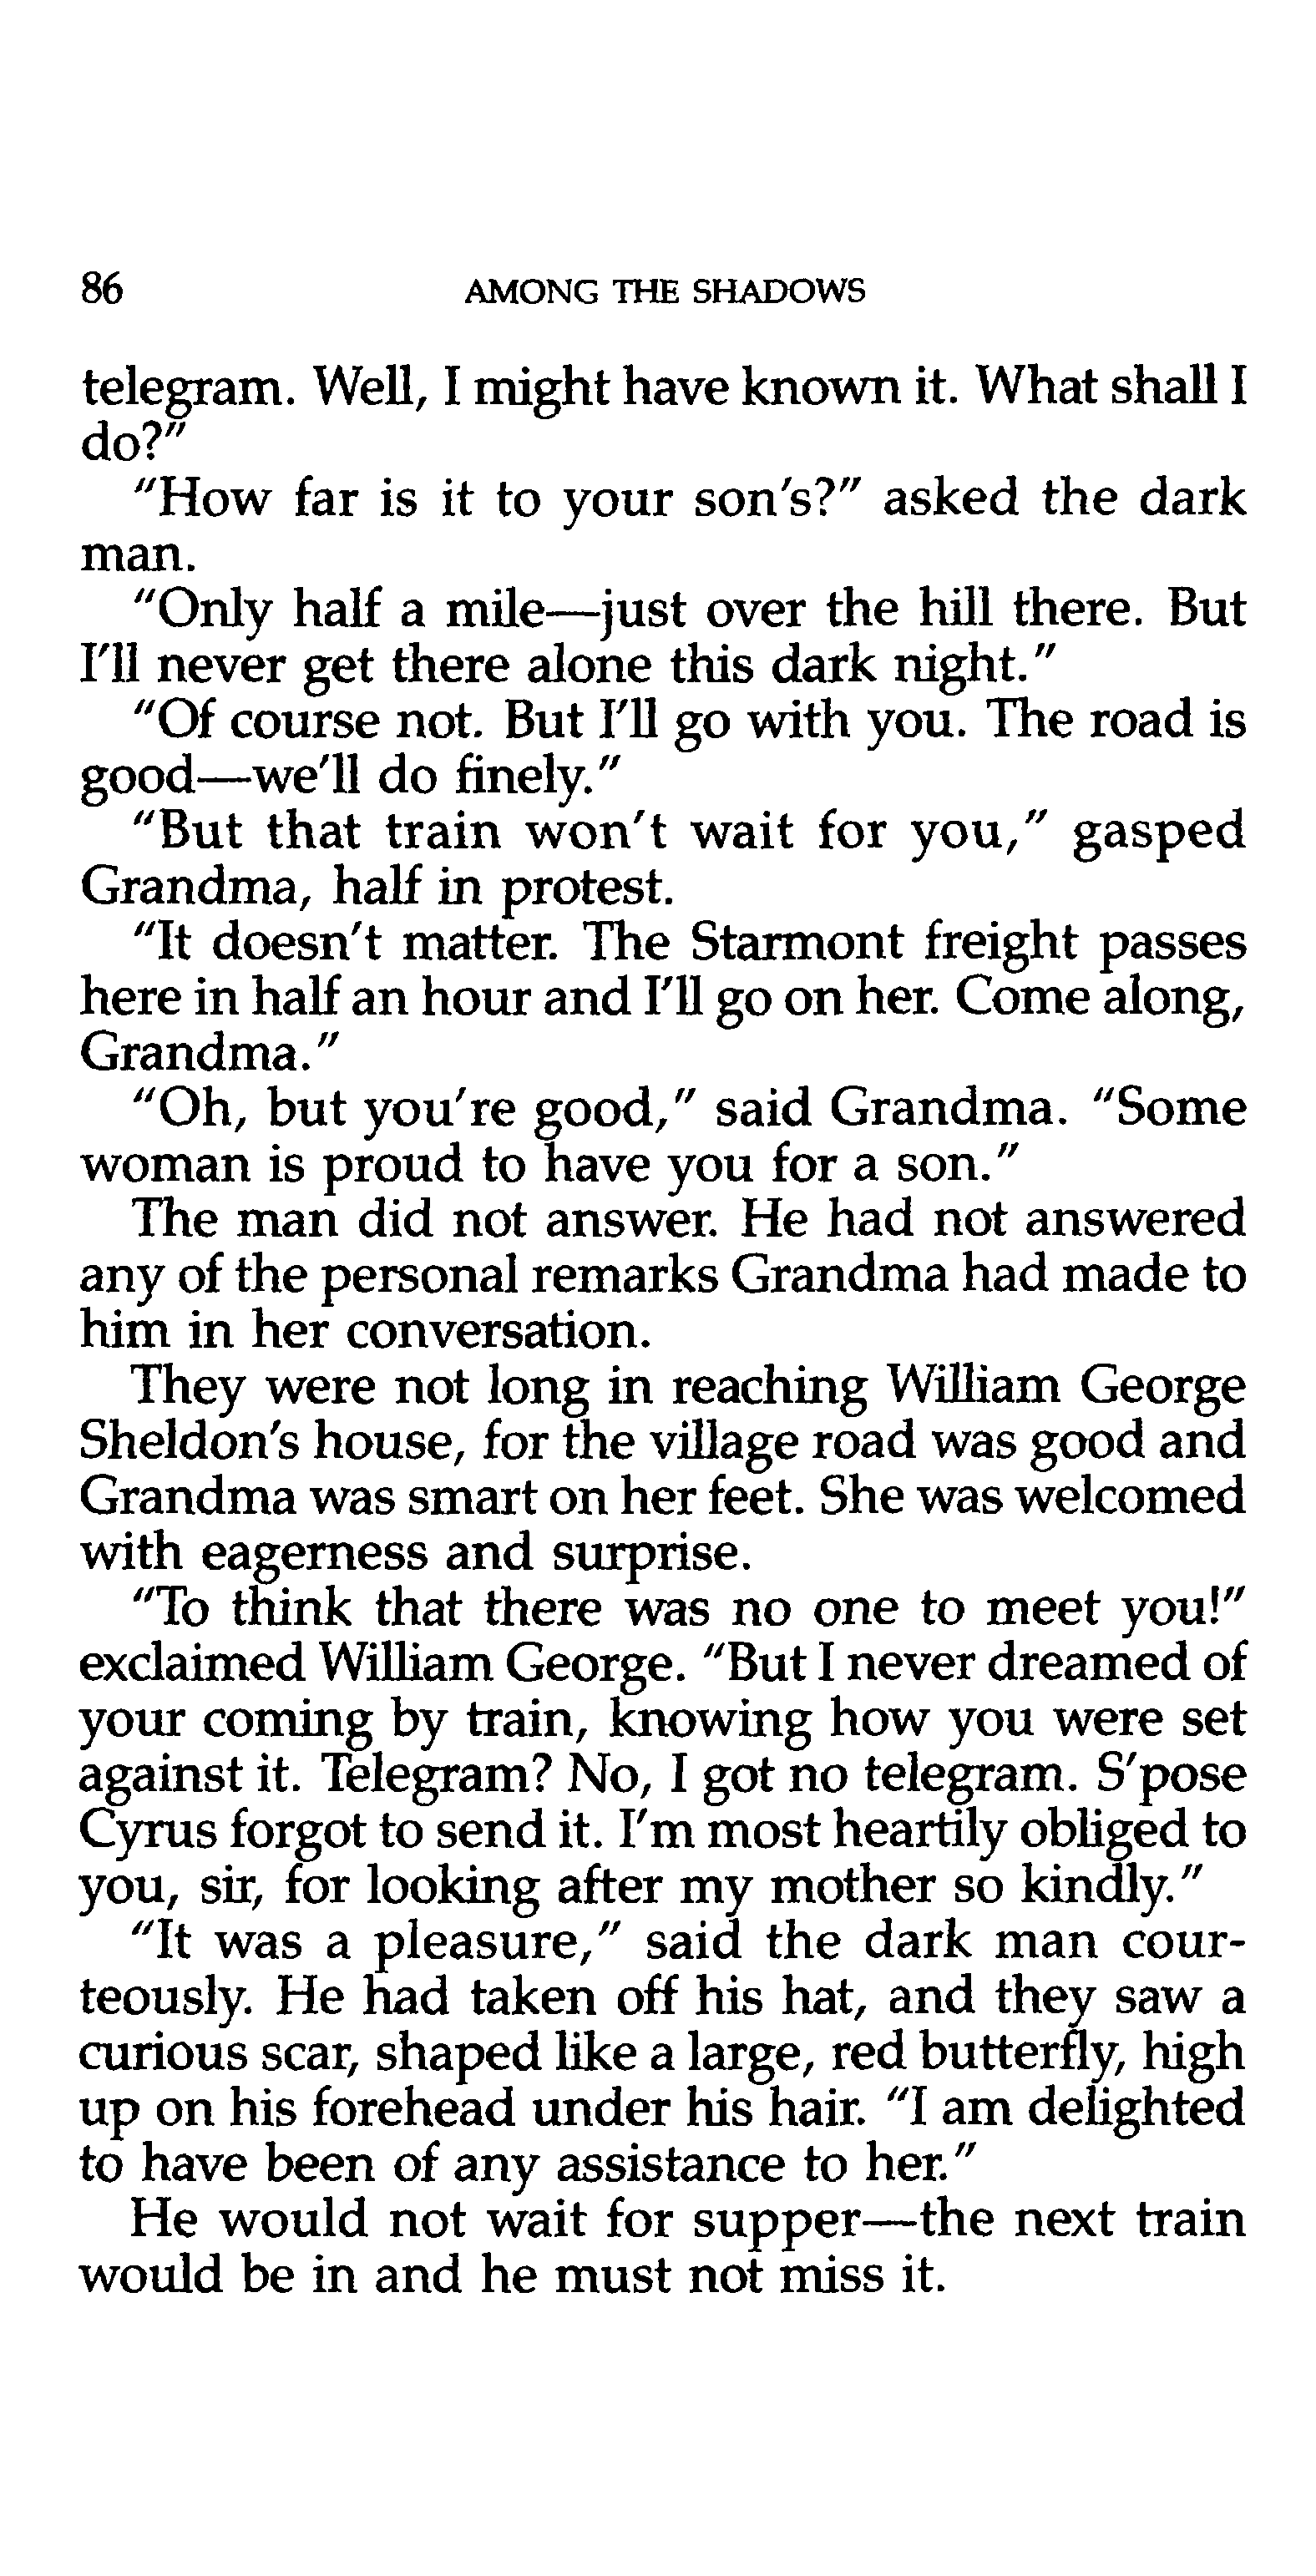 86 AMONG THE SHADOWS
telegram. Well, I might have known it. What shall I
do?"
"How far is it to your son's?" asked the dark
man.
"Only half a mile—just over the hill there. But
I'll never get there alone this dark night."
"Of course not. But I'll go with you. The road is
good—we'll do finely."
"But that train won't wait for you," gasped
Grandma, half in protest.
"It doesn't matter. The Starmont freight passes
here in half an hour and I'll go on her. Come along,
Grandma."
"Oh, but you're good," said Grandma. "Some
woman is proud to have you for a son."
The man did not answer. He had not answered
any of the personal remarks Grandma had made to
him in her conversation.
They were not long in reaching William George
Sheldon's house, for the village road was good and
Grandma was smart on her feet. She was welcomed
with eagerness and surprise.
"To think that there was no one to meet you!"
exclaimed William George. "But I never dreamed of
your coming by train, knowing how you were set
against it. Telegram? No, I got no telegram. S'pose
Cyrus forgot to send it. I'm most heartily obliged to
you, sir, for looking after my mother so kindly."
"It was a pleasure," said the dark man cour-
teously. He had taken off his hat, and they saw a
curious scar, shaped like a large, red butterfly, high
up on his forehead under his hair. "I am delighted
to have been of any assistance to her."
He would not wait for supper—the next train
would be in and he must not miss it.